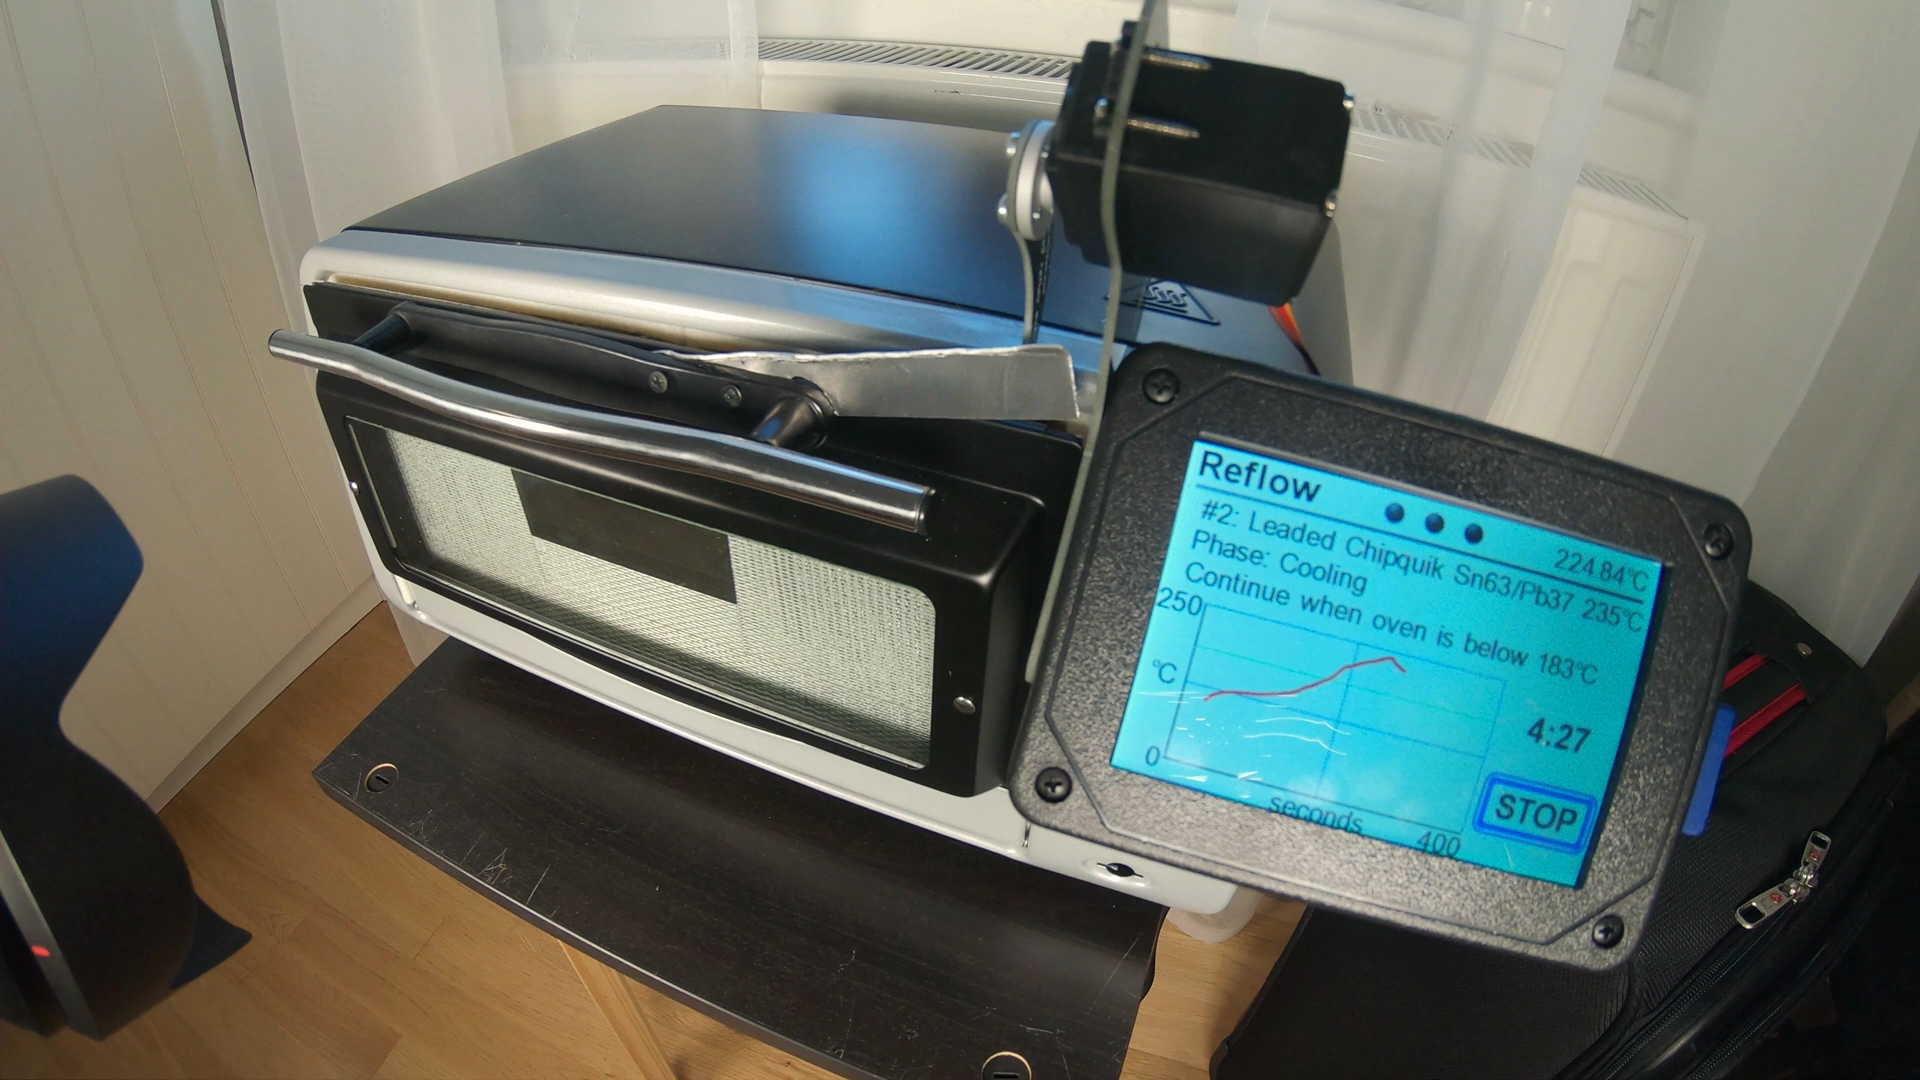 Reflow
224.84°C
#2: Leaded Chipquik Sn63/Pb37 235°C
Phase: Cooling
Continue when oven is below 183°C
250
°C
4:27
0
STOP
seconds
400